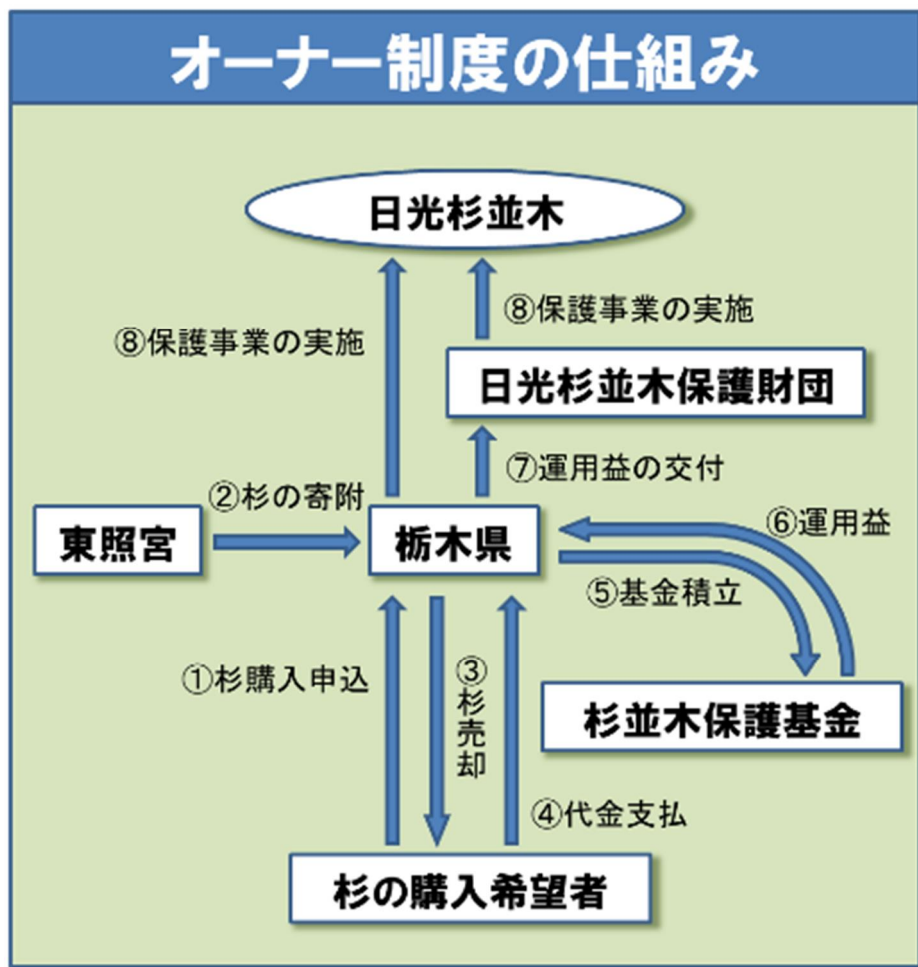 オーナー制度の仕組み
日光杉並木
⑧保護事業の実施
⑧保護事業の実施
日光杉並木保護財団
⑦運用益の交付
②杉の寄附
東照宮
栃木県
⑥運用益
⑤基金積立
①杉購入申込
③杉売却
杉並木保護基金
④代金支払
杉の購入希望者